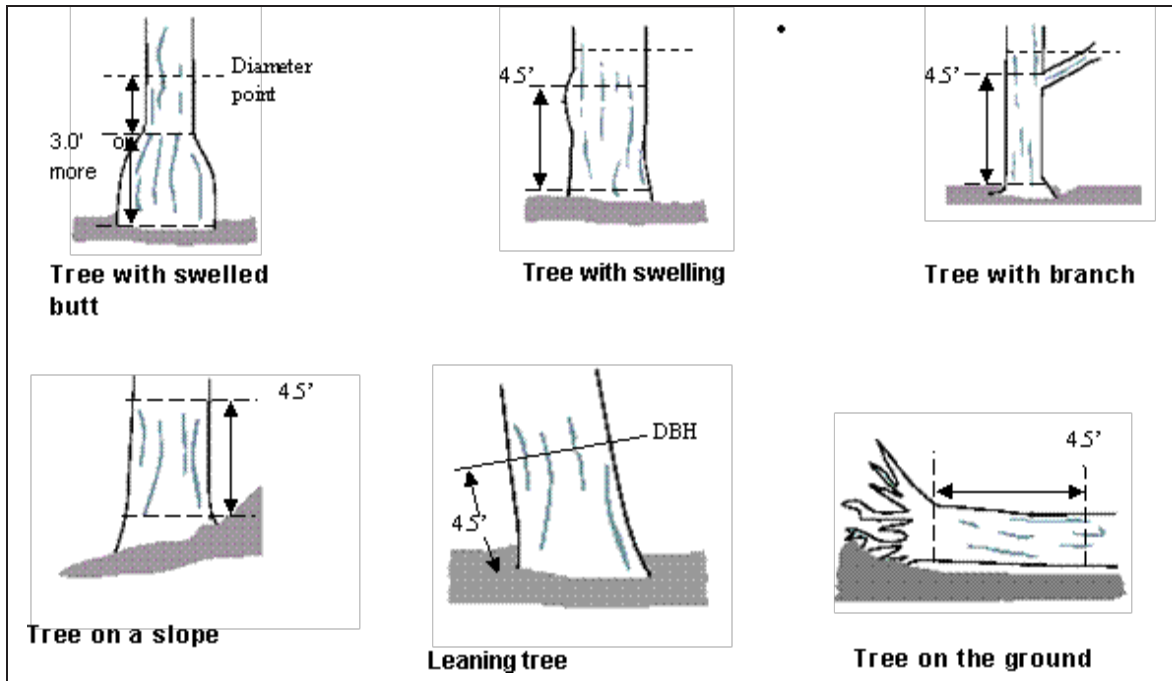 Diameter
point
3.0' or
more
Tree with swelled
butt
4.5'
Tree with swelling
4.5'
Tree with branch
4.5'
Tree on a slope
DBH
4.5'
Leaning tree
4.5'
Tree on the ground